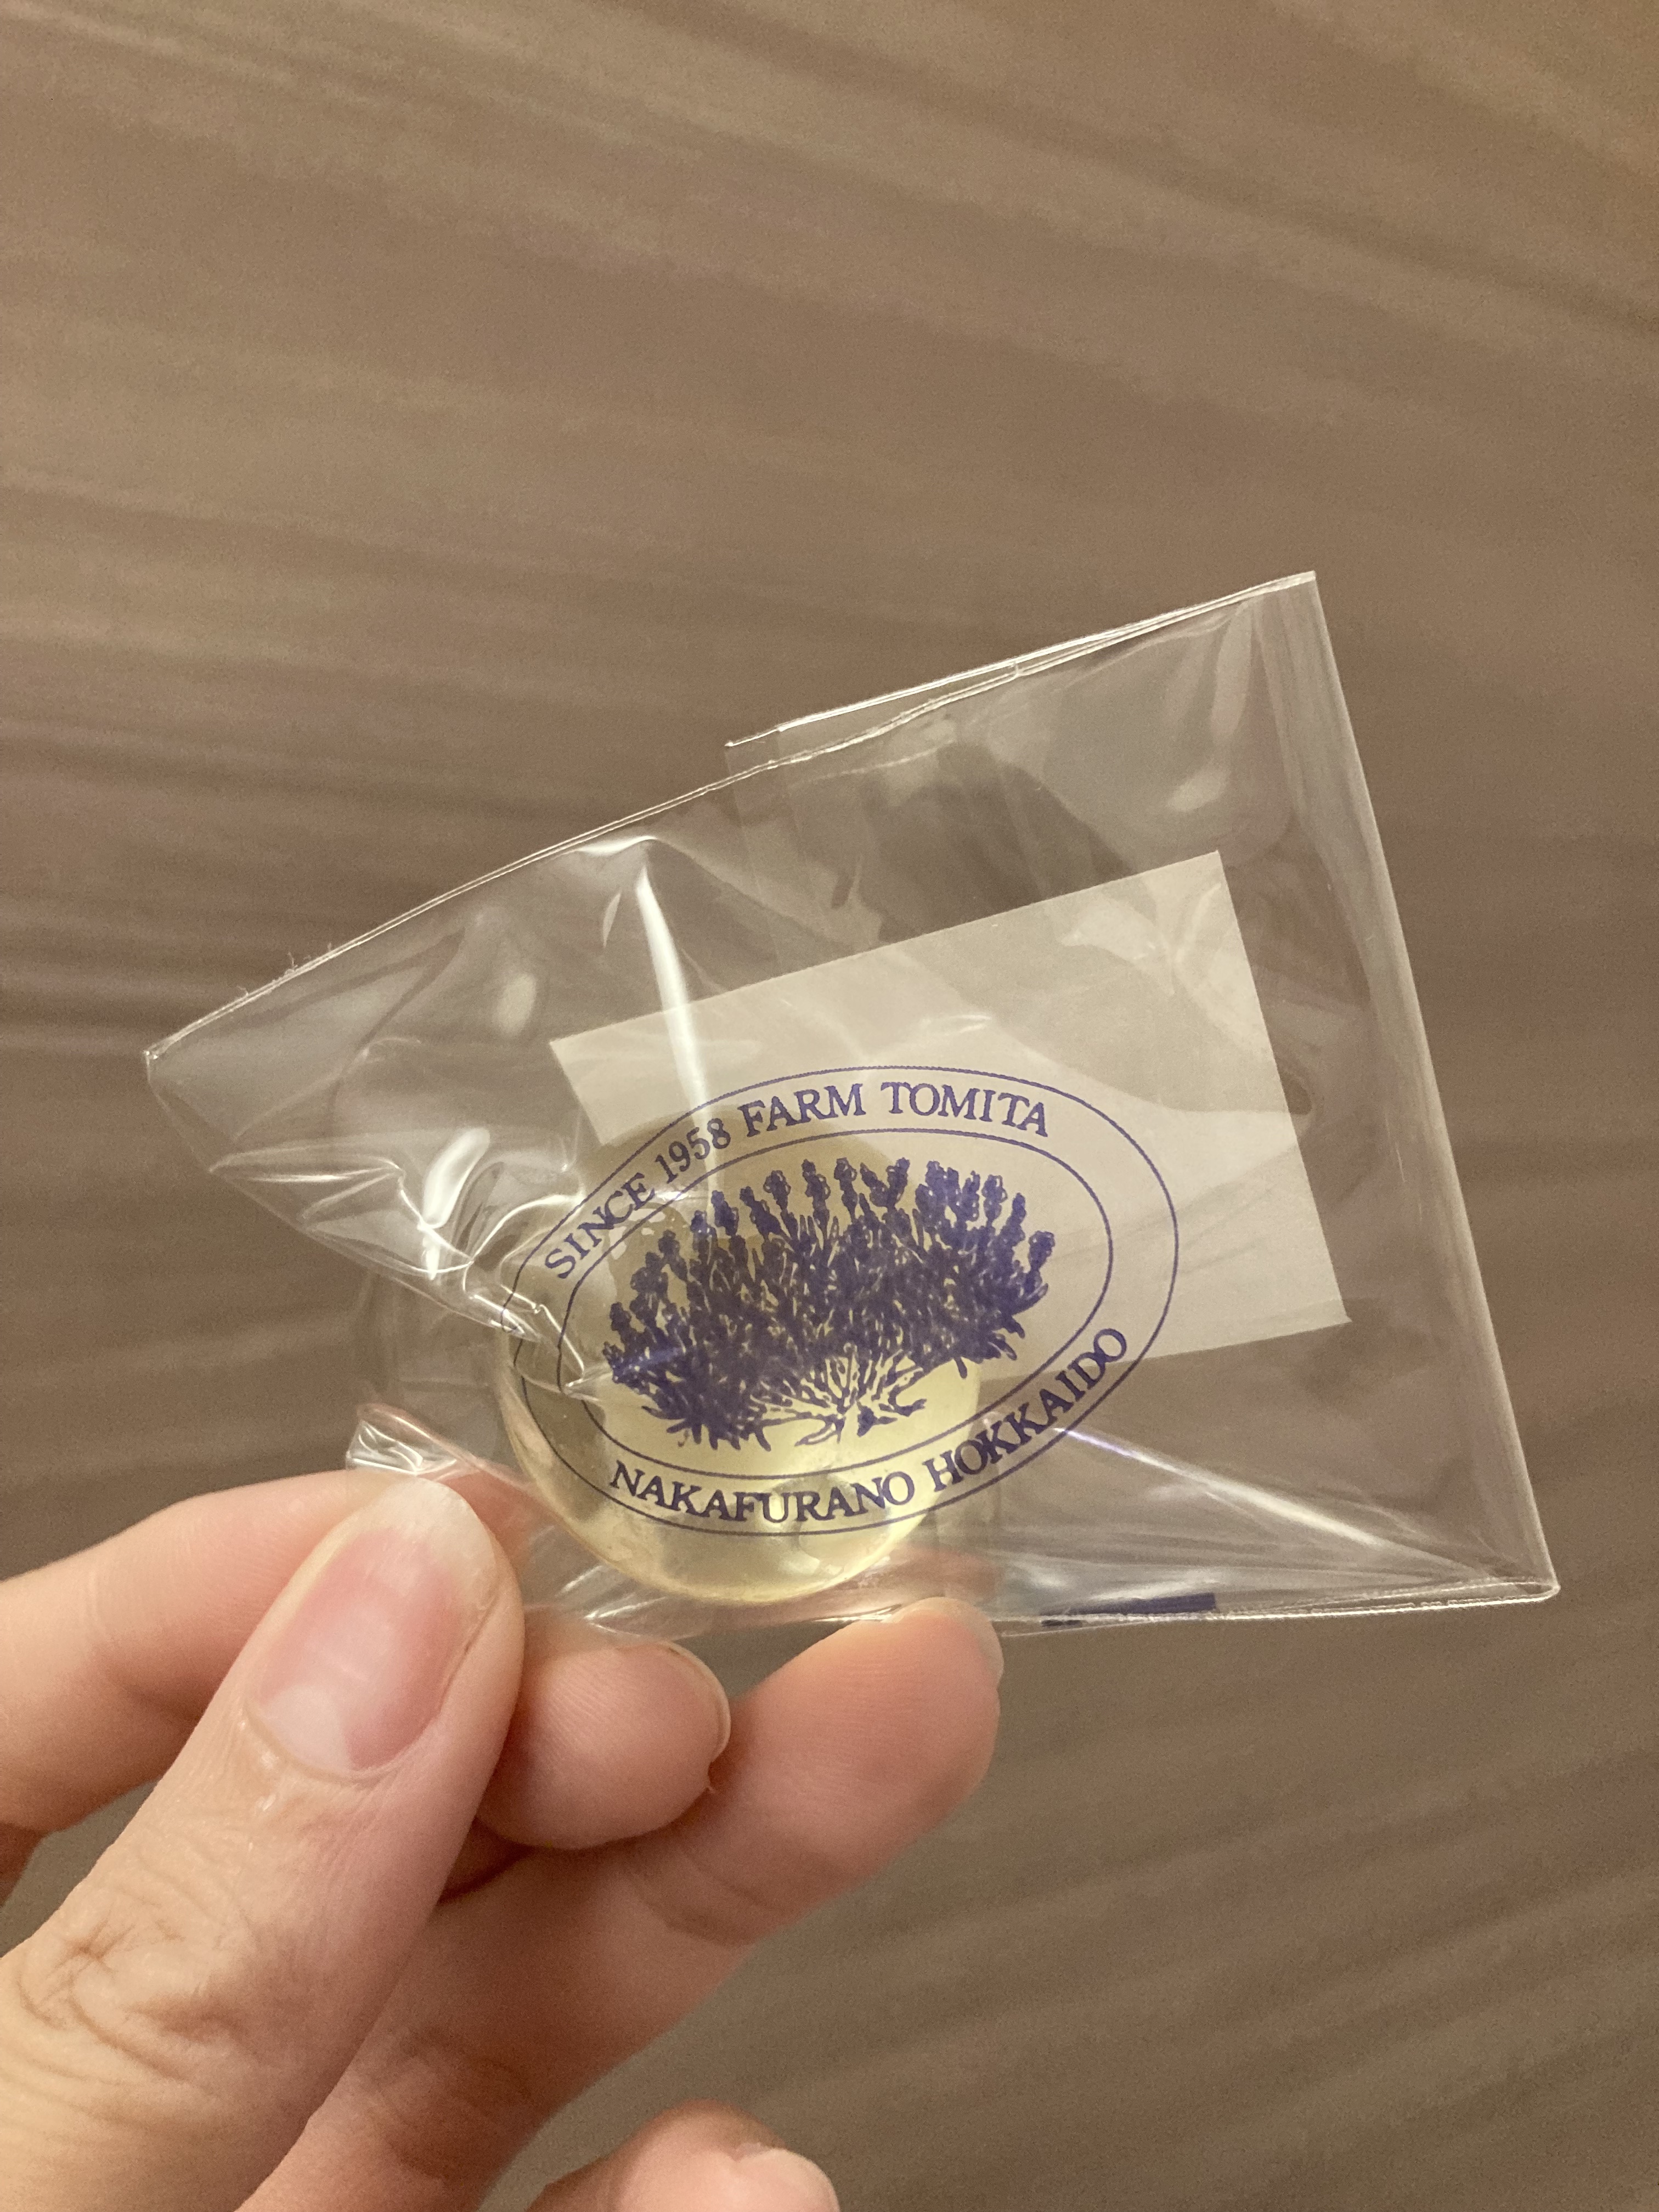 SINCE 1958 FARM TOMITA
NAKAFURANO HOKKAIDO